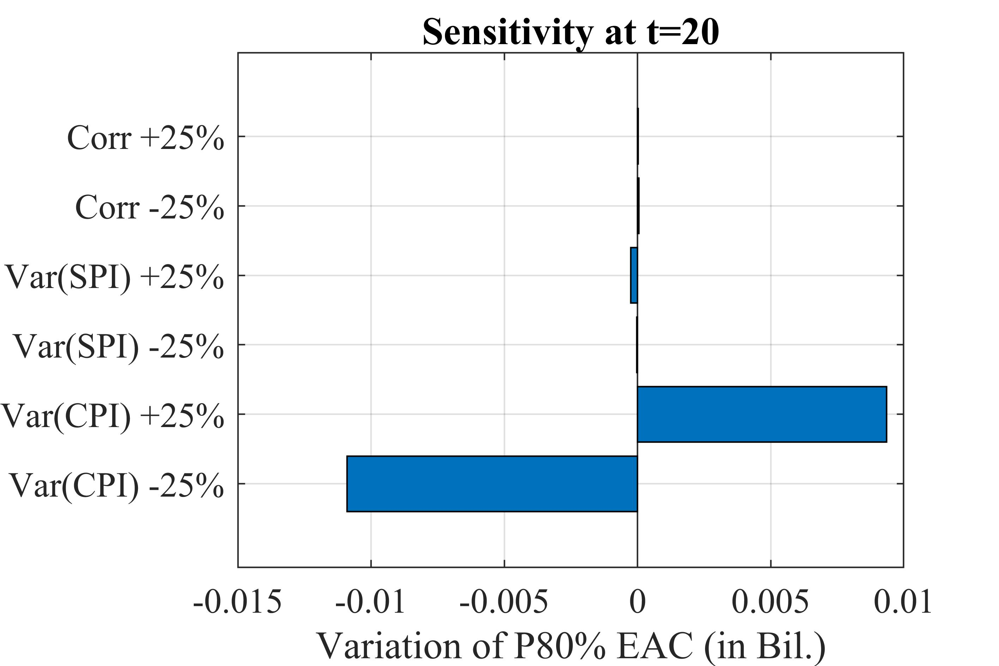 Sensitivity at t=20
Corr +25%
Corr -25%
Var(SPI) +25%
Var(SPI) -25%
Var(CPI) +25%
Var(CPI) -25%
-0.015 -0.01 -0.005 0 0.005 0.01
Variation of P80% EAC (in Bil.)